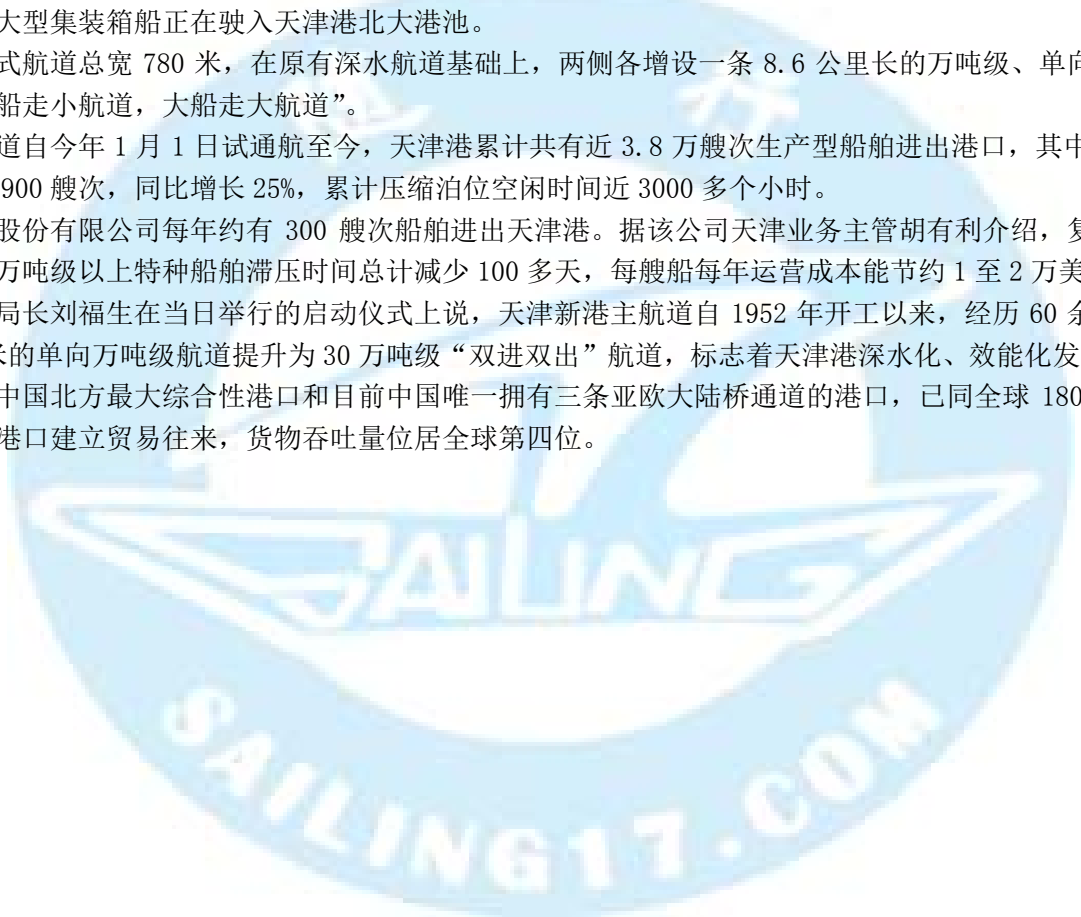 大型集装箱船正在驶入天津港北大港池。
式航道总宽 780 米，在原有深水航道基础上，两侧各增设一条 8.6 公里长的万吨级、单向
船走小航道，大船走大航道”。
道自今年 1 月 1 日试通航至今，天津港累计共有近 3.8 万艘次生产型船舶进出港口，其中
900 艘次，同比增长 25%，累计压缩泊位空闲时间近 3000 多个小时。
股份有限公司每年约有 300 艘次船舶进出天津港。据该公司天津业务主管胡有利介绍，复
万吨级以上特种船舶滞压时间总计减少 100 多天，每艘船每年运营成本能节约 1 至 2 万美
局长刘福生在当日举行的启动仪式上说，天津新港主航道自 1952 年开工以来，经历 60 余
长的单向万吨级航道提升为 30 万吨级“双进双出”航道，标志着天津港深水化、效能化发
中国北方最大综合性港口和目前中国唯一拥有三条亚欧大陆桥通道的港口，已同全球 180
港口建立贸易往来，货物吞吐量位居全球第四位。
SAILING
SAILING17.COM